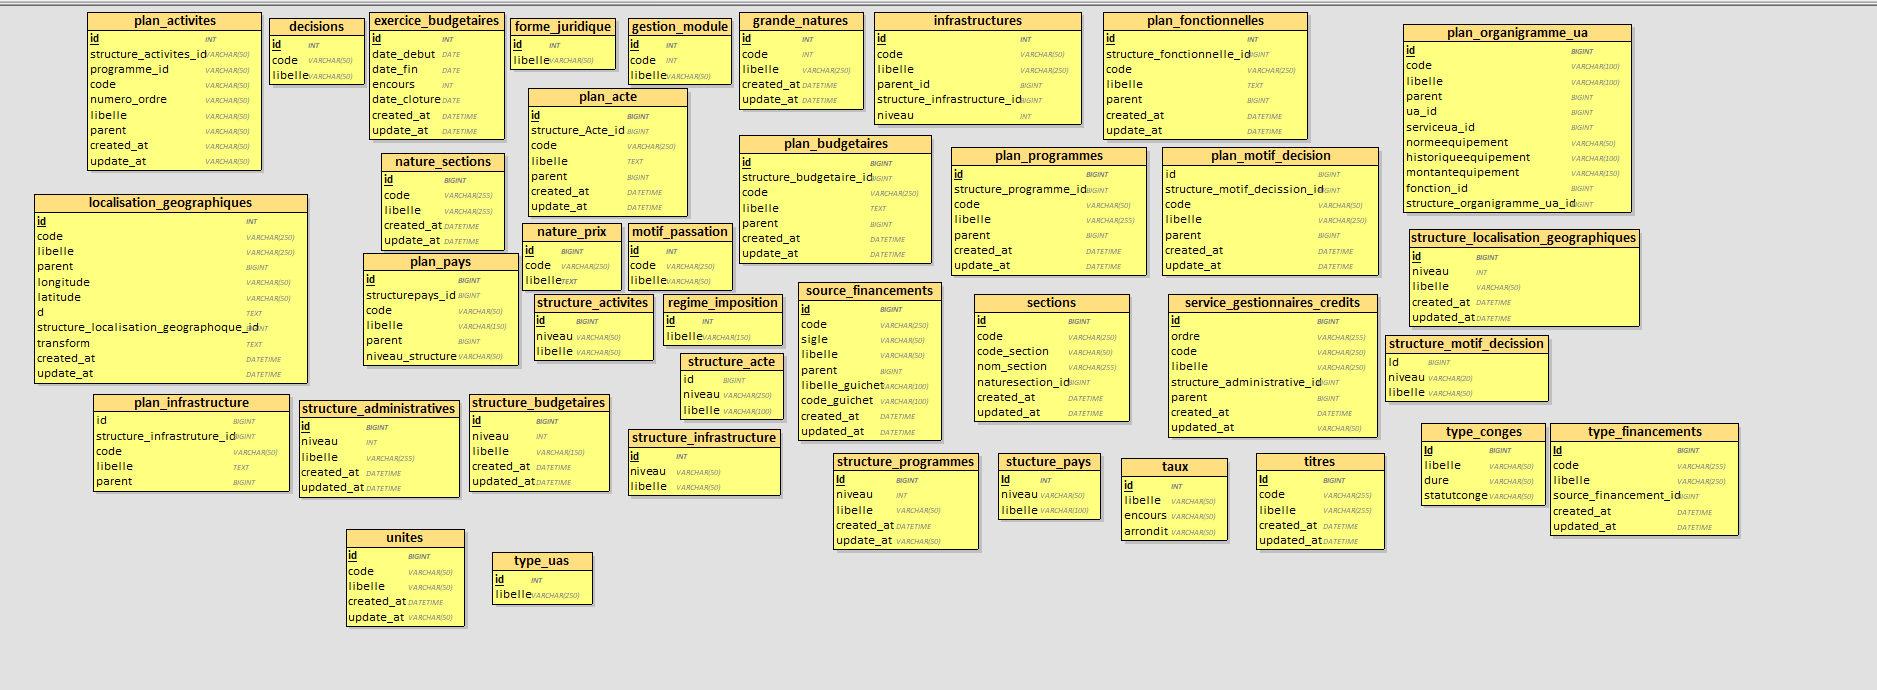 plan_activites
id INT
structure_activites_id VARCHAR(50)
programme_id VARCHAR(50)
code VARCHAR(50)
numero_ordre VARCHAR(50)
libelle VARCHAR(50)
parent VARCHAR(50)
created_at VARCHAR(50)
update_at VARCHAR(50)
decisions
id INT
code VARCHAR(50)
libelle VARCHAR(50)
exercice_budgetaires
id INT
date_debut DATE
date_fin DATE
encours INT
date_cloture DATE
created_at DATETIME
update_at DATETIME
forme_juridique
id INT
libelle VARCHAR(50)
gestion_module
id INT
code INT
libelle VARCHAR(50)
grande_natures
id INT
code INT
libelle VARCHAR(250)
created_at DATETIME
update_at DATETIME
infrastructures
id INT
code VARCHAR(50)
libelle VARCHAR(250)
parent_id BIGINT
structure_infrastructure_id BIGINT
niveau INT
plan_fonctionnelles
id INT
structure_fonctionnelle_id BIGINT
code VARCHAR(250)
libelle TEXT
parent BIGINT
created_at DATETIME
update_at DATETIME
plan_organigramme_ua
id BIGINT
code VARCHAR(100)
libelle VARCHAR(100)
parent BIGINT
ua_id BIGINT
serviceua_id BIGINT
normeequipement VARCHAR(50)
historiqueequipement VARCHAR(100)
montantequipement VARCHAR(150)
fonction_id BIGINT
structure_organigramme_ua_id BIGINT
plan_acte
id BIGINT
structure_Acte_id BIGINT
code VARCHAR(250)
libelle TEXT
parent BIGINT
created_at DATETIME
update_at DATETIME
nature_sections
id BIGINT
code VARCHAR(255)
libelle VARCHAR(255)
created_at DATETIME
update_at DATETIME
plan_budgetaires
id BIGINT
structure_budgetaire_id BIGINT
code VARCHAR(250)
libelle TEXT
parent BIGINT
created_at DATETIME
update_at DATETIME
plan_programmes
id BIGINT
structure_programme_id BIGINT
code VARCHAR(50)
libelle VARCHAR(255)
parent BIGINT
created_at DATETIME
update_at DATETIME
plan_motif_decision
id BIGINT
structure_motif_decission_id BIGINT
code VARCHAR(50)
libelle VARCHAR(250)
parent BIGINT
created_at DATETIME
update_at DATETIME
localisation_geographiques
id INT
code VARCHAR(250)
libelle VARCHAR(250)
parent BIGINT
longitude VARCHAR(50)
latitude VARCHAR(50)
d TEXT
structure_localisation_geographoque_id BIGINT
transform TEXT
created_at DATETIME
update_at DATETIME
nature_prix
id BIGINT
code VARCHAR(250)
libelle TEXT
motif_passation
id INT
code VARCHAR(250)
libelle VARCHAR(50)
structure_localisation_geographiques
id BIGINT
niveau INT
libelle VARCHAR(50)
created_at DATETIME
updated_at DATETIME
plan_pays
id BIGINT
structurepays_id BIGINT
code VARCHAR(50)
libelle VARCHAR(150)
parent BIGINT
niveau_structure VARCHAR(50)
structure_activites
id BIGINT
niveau VARCHAR(50)
libelle VARCHAR(50)
regime_imposition
id INT
libelle VARCHAR(150)
source_financements
id BIGINT
code VARCHAR(250)
sigle VARCHAR(50)
libelle VARCHAR(50)
parent BIGINT
libelle_guichet VARCHAR(100)
code_guichet VARCHAR(100)
created_at DATETIME
updated_at DATETIME
sections
id BIGINT
code VARCHAR(250)
code_section VARCHAR(50)
nom_section VARCHAR(255)
naturesection_id BIGINT
created_at DATETIME
updated_at DATETIME
service_gestionnaires_credits
id BIGINT
ordre VARCHAR(255)
code VARCHAR(250)
libelle VARCHAR(250)
structure_administrative_id BIGINT
parent BIGINT
created_at DATETIME
updated_at VARCHAR(50)
structure_motif_decission
Id BIGINT
niveau VARCHAR(20)
libelle VARCHAR(50)
structure_acte
id BIGINT
niveau VARCHAR(250)
libelle VARCHAR(100)
plan_infrastructure
id BIGINT
structure_infrastruture_id BIGINT
code VARCHAR(50)
libelle TEXT
parent BIGINT
structure_administratives
id BIGINT
niveau INT
libelle VARCHAR(255)
created_at DATETIME
updated_at DATETIME
structure_budgetaires
id BIGINT
niveau INT
libelle VARCHAR(150)
created_at DATETIME
updated_at DATETIME
structure_infrastructure
id INT
niveau VARCHAR(50)
libelle VARCHAR(50)
structure_programmes
Id BIGINT
niveau INT
libelle VARCHAR(50)
created_at DATETIME
update_at VARCHAR(50)
stucture_pays
Id INT
niveau VARCHAR(50)
libelle VARCHAR(100)
taux
id INT
libelle VARCHAR(50)
encours VARCHAR(50)
arrondit VARCHAR(50)
titres
Id BIGINT
code VARCHAR(255)
libelle VARCHAR(255)
created_at DATETIME
updated_at DATETIME
type_conges
Id BIGINT
libelle VARCHAR(50)
dure VARCHAR(50)
statutconge VARCHAR(50)
type_financements
Id BIGINT
code VARCHAR(255)
libelle VARCHAR(250)
source_financement_id BIGINT
created_at DATETIME
updated_at DATETIME
unites
id BIGINT
code VARCHAR(50)
libelle VARCHAR(50)
created_at DATETIME
update_at VARCHAR(50)
type_uas
id INT
libelle VARCHAR(250)